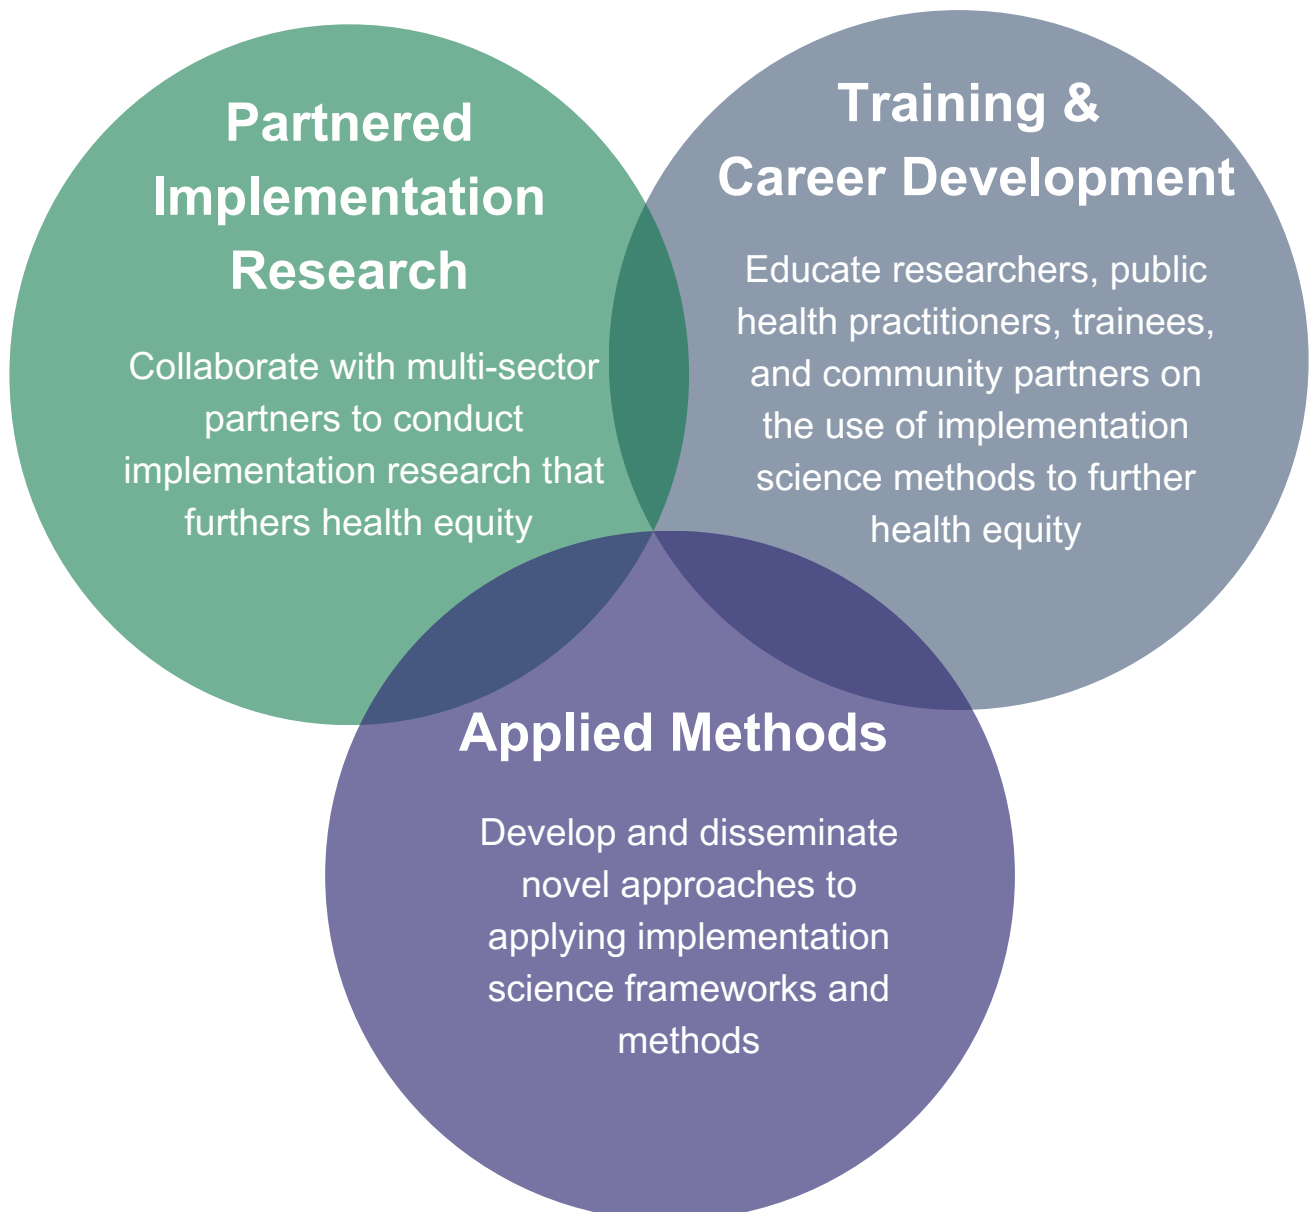 Partnered
Implementation
Research
Collaborate with multi-sector
partners to conduct
implementation research that
furthers health equity
Training &
Career Development
Educate researchers, public
health practitioners, trainees,
and community partners on
the use of implementation
science methods to further
health equity
Applied Methods
Develop and disseminate
novel approaches to
applying implementation
science frameworks and
methods